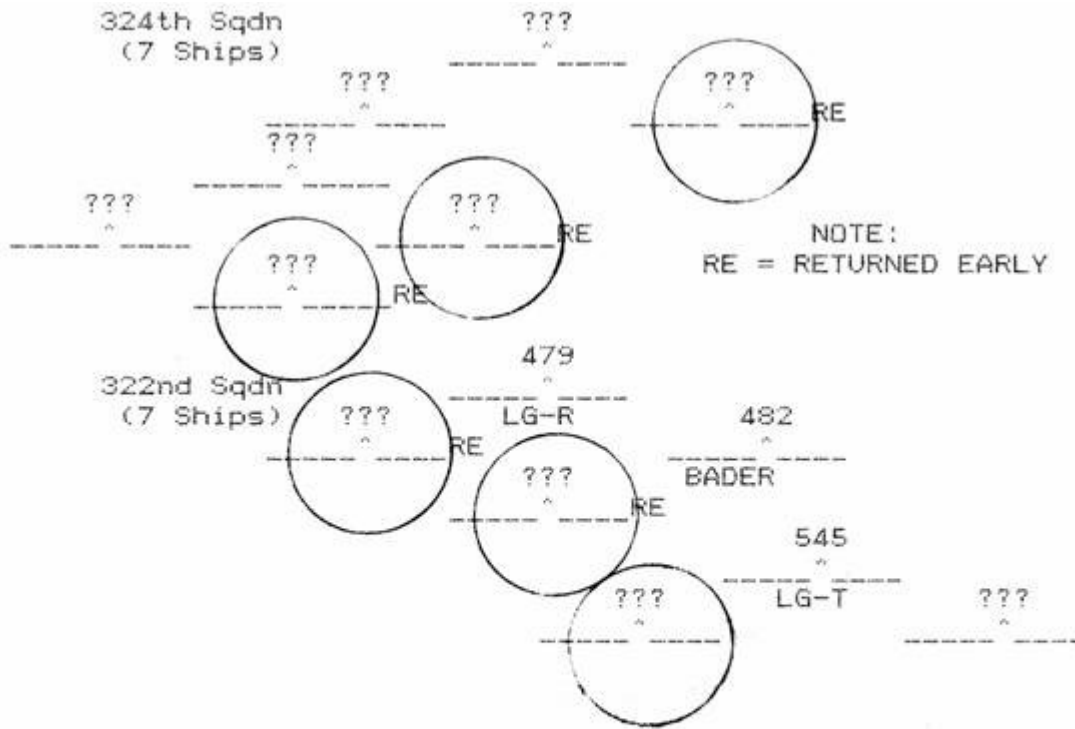 324th Sqdn
(7 Ships)
???
???
??? RE
???
???
??? RE
??? RE
NOTE:
RE = RETURNED EARLY
322nd Sqdn
(7 Ships)
479
LG-R
??? RE
482
BADER
??? RE
545
LG-T
???
???